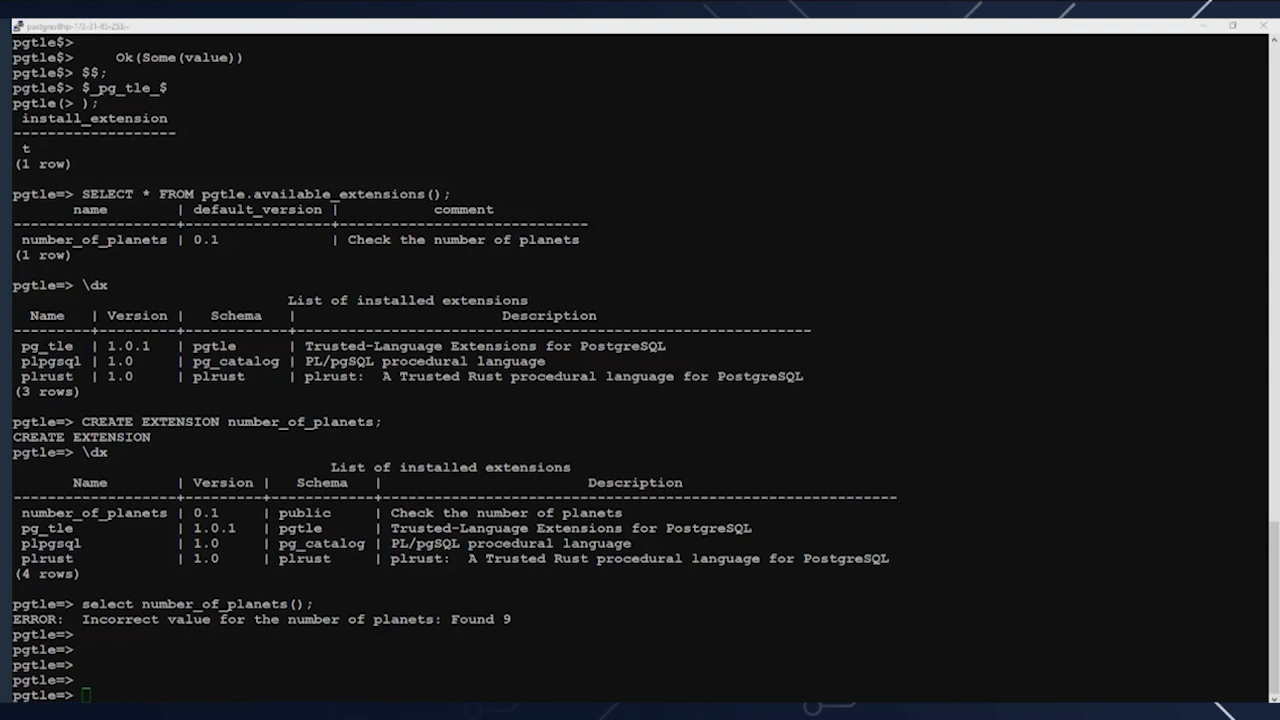 postgres@ip-172-31-85-253:~
pgtle$>
pgtle$>     Ok(Some(value))
pgtle$> $$;
pgtle$> $_pg_tle_$
pgtle(> );
 install_extension
-------------------
 t
(1 row)
pgtle=> SELECT * FROM pgtle.available_extensions();
       name        | default_version |           comment
-------------------+-----------------+-----------------------------
 number_of_planets | 0.1             | Check the number of planets
(1 row)
pgtle=> \dx
                                List of installed extensions
  Name   | Version |   Schema   |                        Description
---------+---------+------------+------------------------------------------------------------
 pg_tle  | 1.0.1   | pgtle      | Trusted-Language Extensions for PostgreSQL
 plpgsql | 1.0     | pg_catalog | PL/pgSQL procedural language
 plrust  | 1.0     | plrust     | plrust:  A Trusted Rust procedural language for PostgreSQL
(3 rows)
pgtle=> CREATE EXTENSION number_of_planets;
CREATE EXTENSION
pgtle=> \dx
                                     List of installed extensions
       Name        | Version |   Schema   |                        Description
-------------------+---------+------------+------------------------------------------------------------
 number_of_planets | 0.1     | public     | Check the number of planets
 pg_tle            | 1.0.1   | pgtle      | Trusted-Language Extensions for PostgreSQL
 plpgsql           | 1.0     | pg_catalog | PL/pgSQL procedural language
 plrust            | 1.0     | plrust     | plrust:  A Trusted Rust procedural language for PostgreSQL
(4 rows)
pgtle=> select number_of_planets();
ERROR:  Incorrect value for the number of planets: Found 9
pgtle=>
pgtle=>
pgtle=>
pgtle=>
pgtle=>